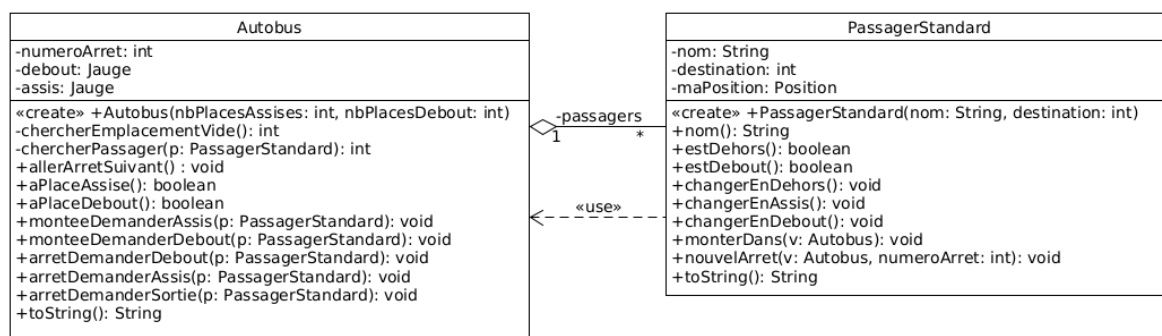 Autobus
-numeroArret: int
-debout: Jauge
-assis: Jauge
«create» +Autobus(nbPlacesAssises: int, nbPlacesDebout: int)
-chercherEmplacementVide(): int
-chercherPassager(p: PassagerStandard): int
+allerArretSuivant() : void
+aPlaceAssise(): boolean
+aPlaceDebout(): boolean
+monteeDemanderAssis(p: PassagerStandard): void
+monteeDemanderDebout(p: PassagerStandard): void
+arretDemanderDebout(p: PassagerStandard): void
+arretDemanderAssis(p: PassagerStandard): void
+arretDemanderSortie(p: PassagerStandard): void
+toString(): String
-passagers
1 *
«use»
PassagerStandard
-nom: String
-destination: int
-maPosition: Position
«create» +PassagerStandard(nom: String, destination: int)
+nom(): String
+estDehors(): boolean
+estDebout(): boolean
+changerEnDehors(): void
+changerEnAssis(): void
+changerEnDebout(): void
+monterDans(v: Autobus): void
+nouvelArret(v: Autobus, numeroArret: int): void
+toString(): String